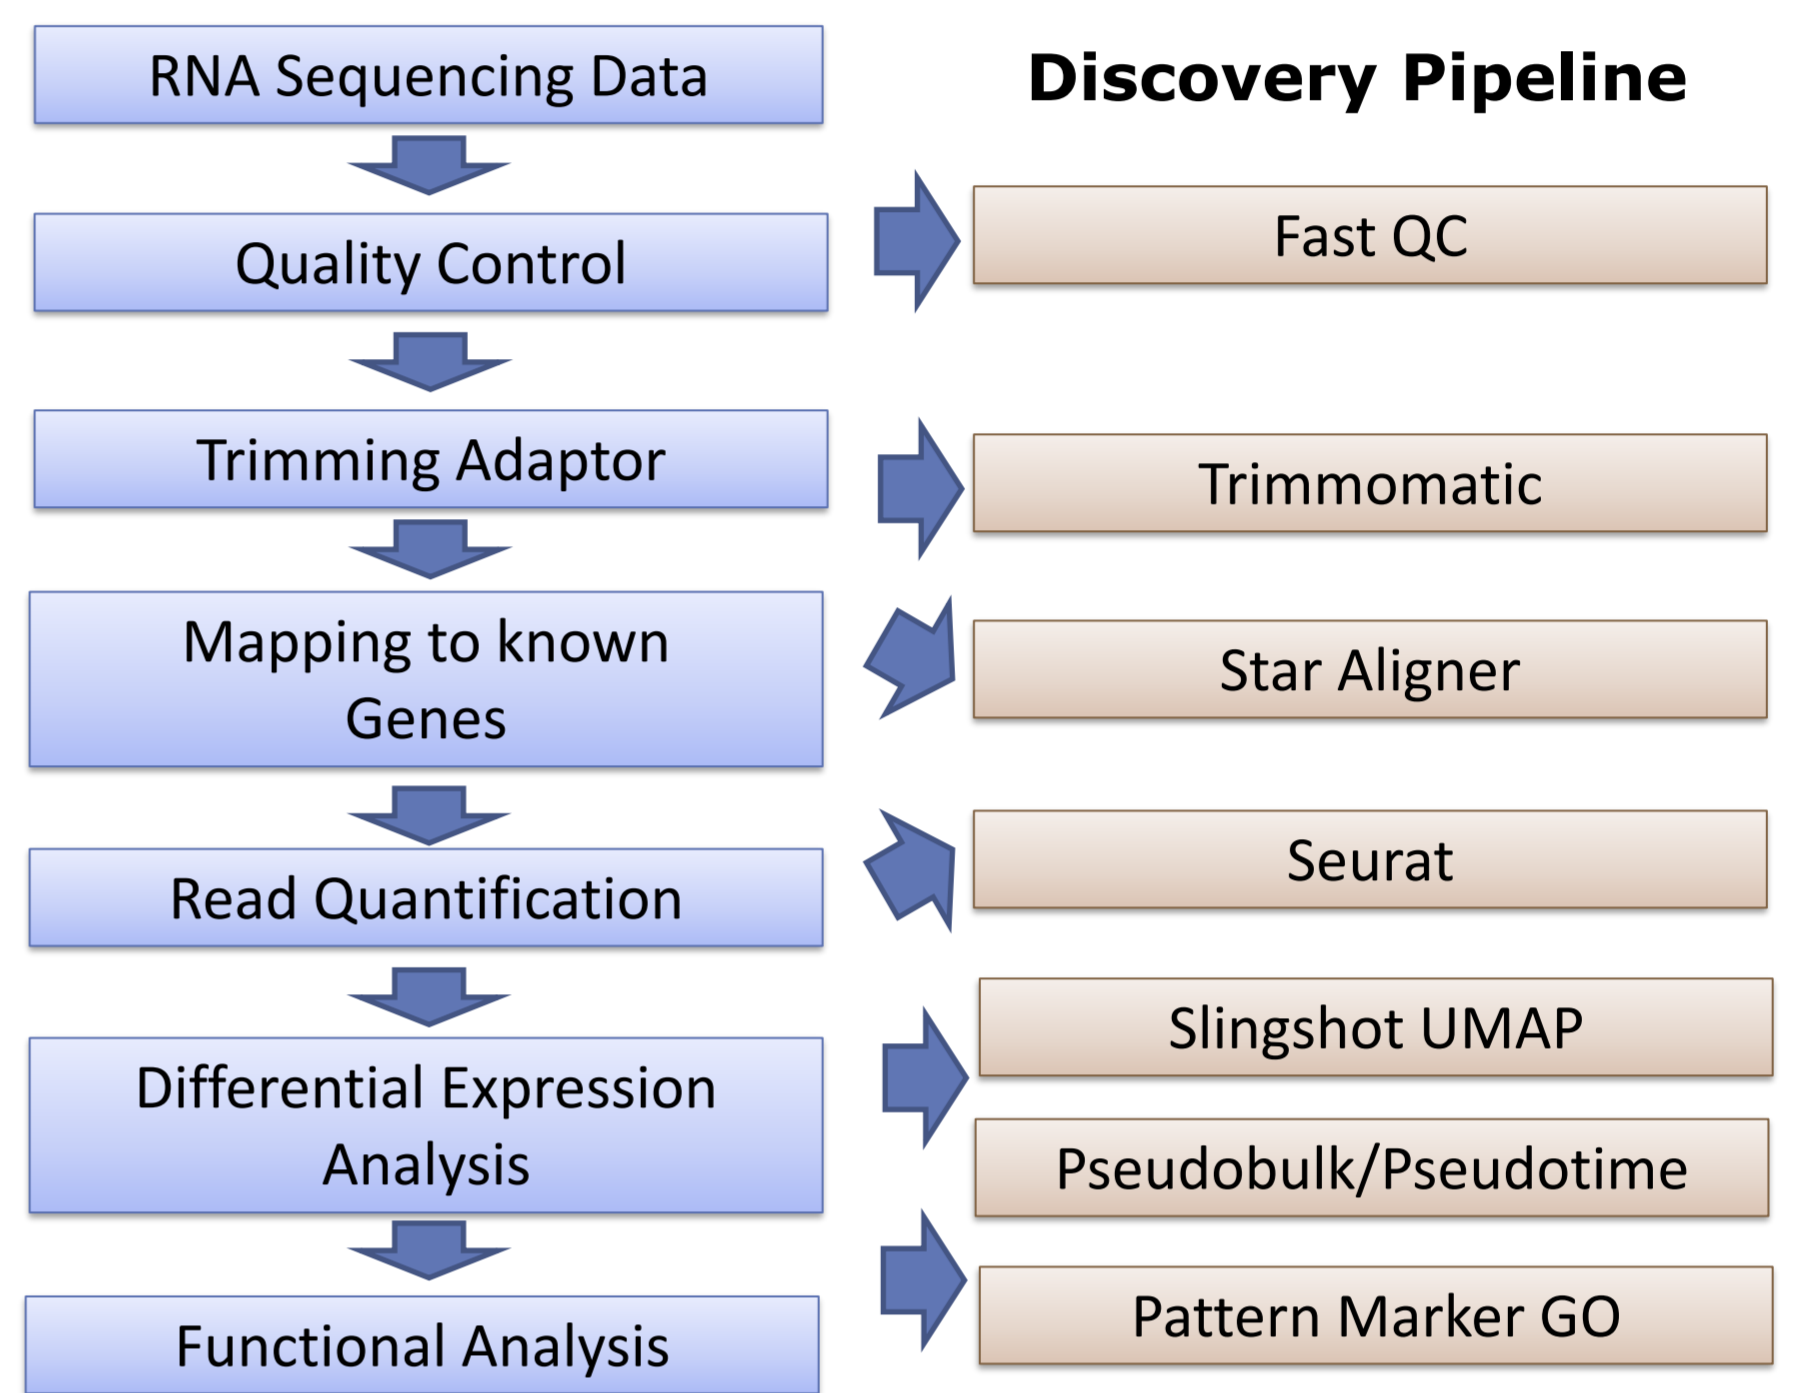 RNA Sequencing Data
Discovery Pipeline
Quality Control
Fast QC
Trimming Adaptor
Trimmomatic
Mapping to known
Genes
Star Aligner
Read Quantification
Seurat
Differential Expression
Analysis
Slingshot UMAP
Pseudobulk/Pseudotime
Functional Analysis
Pattern Marker GO